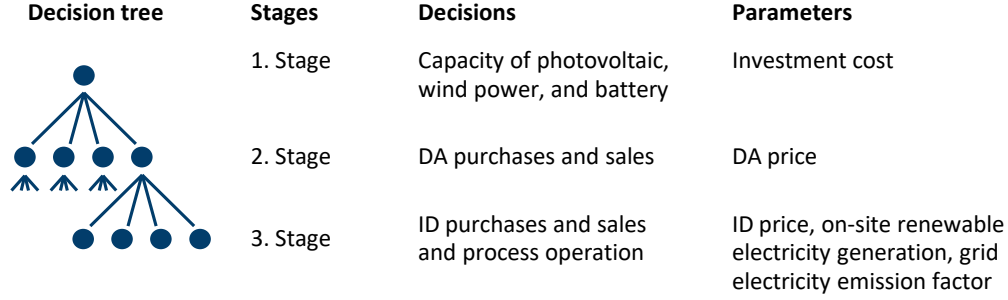 Decision tree Stages Decisions Parameters
1. Stage Capacity of photovoltaic, Investment cost
wind power, and battery
2. Stage DA purchases and sales DA price
3. Stage ID purchases and sales ID price, on-site renewable
and process operation electricity generation, grid
electricity emission factor